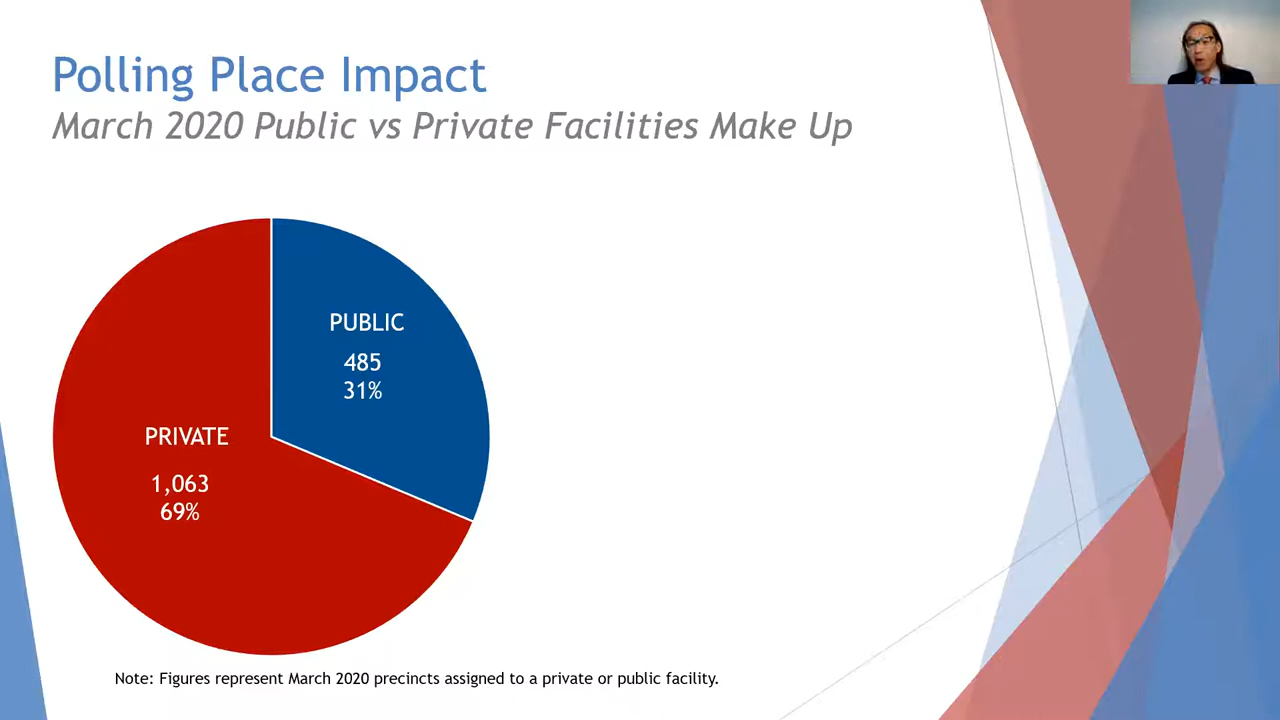 Polling Place Impact
March 2020 Public vs Private Facilities Make Up
PUBLIC
485
31%
PRIVATE
1,063
69%
Note: Figures represent March 2020 precincts assigned to a private or public facility.